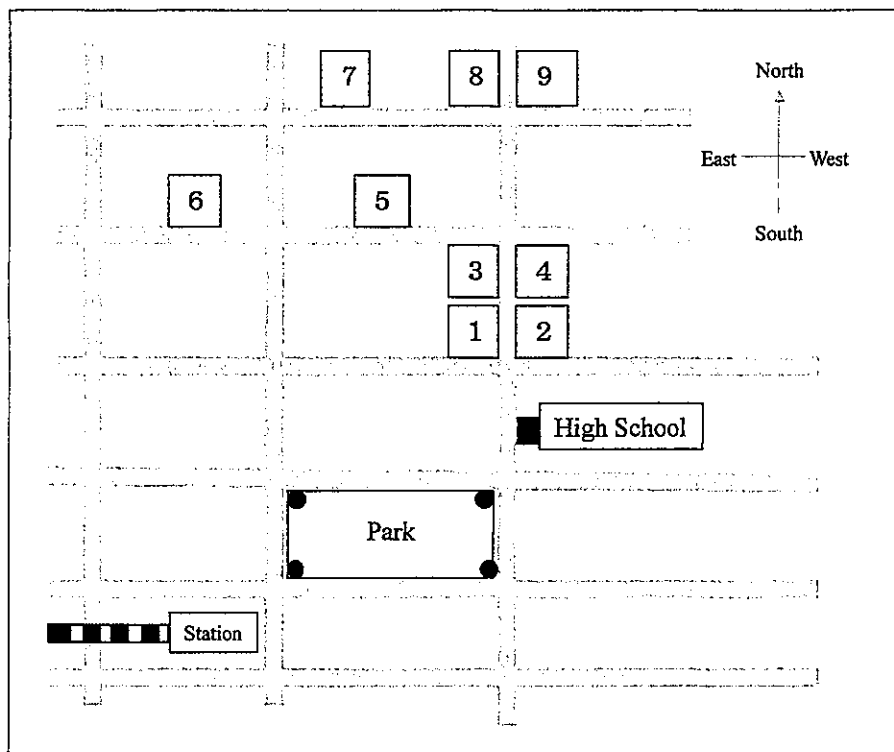 7 8 9
North
East West
6 5
South
3 4
1 2
High School
Park
Station